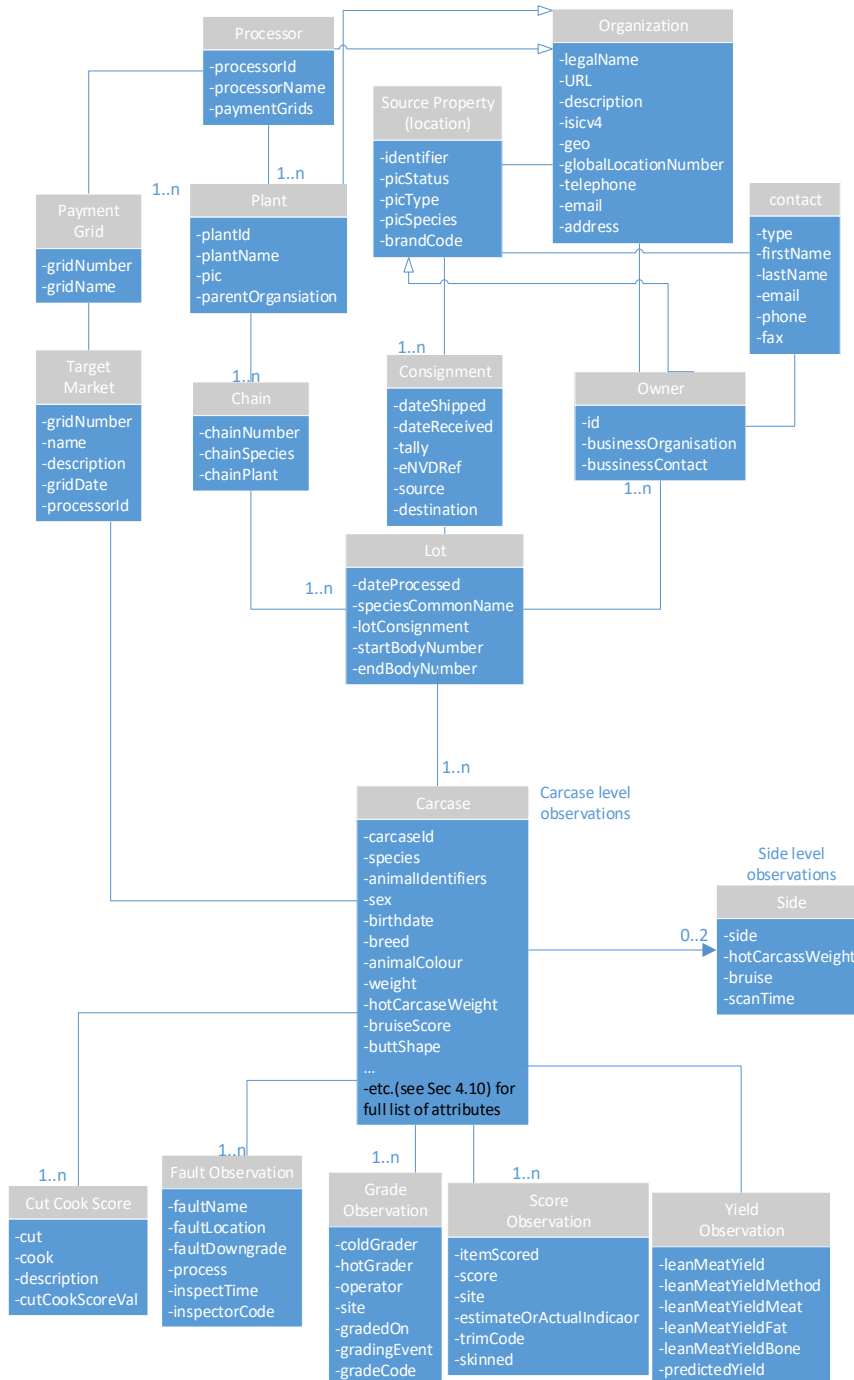 Processor
-processorId
-processorName
-paymentGrids
Organization
-legalName
-URL
-description
-isicv4
-geo
-globalLocationNumber
-telephone
-email
-address
Source Property
(location)
-identifier
-picStatus
-picType
-picSpecies
-brandCode
contact
-type
-firstName
-lastName
-email
-phone
-fax
1..n
1..n
Payment
Grid
-gridNumber
-gridName
Plant
-plantId
-plantName
-pic
-parentOrgansiation
Target
Market
-gridNumber
-name
-description
-gridDate
-processorId
1..n
Chain
-chainNumber
-chainSpecies
-chainPlant
1..n
Consignment
-dateShipped
-dateReceived
-tally
-eNVDRef
-source
-destination
Owner
-id
-businessOrganisation
-bussinessContact
1..n
Lot
1..n
-dateProcessed
-speciesCommonName
-lotConsignment
-startBodyNumber
-endBodyNumber
1..n
Carcase
-carcaseId
-species
-animalIdentifiers
-sex
-birthdate
-breed
-animalColour
-weight
-hotCarcaseWeight
-bruiseScore
-buttShape
...
-etc.(see Sec 4.10) for
full list of attributes
Carcase level
observations
Side level
observations
0..2
Side
-side
-hotCarcassWeight
-bruise
-scanTime
1..n
Cut Cook Score
-cut
-cook
-description
-cutCookScoreVal
1..n
Fault Observation
-faultName
-faultLocation
-faultDowngrade
-process
-inspectTime
-inspectorCode
1..n
Grade
Observation
-coldGrader
-hotGrader
-operator
-site
-gradedOn
-gradingEvent
-gradeCode
1..n
Score
Observation
-itemScored
-score
-site
-estimateOrActualIndicaor
-trimCode
-skinned
Yield
Observation
-leanMeatYield
-leanMeatYieldMethod
-leanMeatYieldMeat
-leanMeatYieldFat
-leanMeatYieldBone
-predictedYield